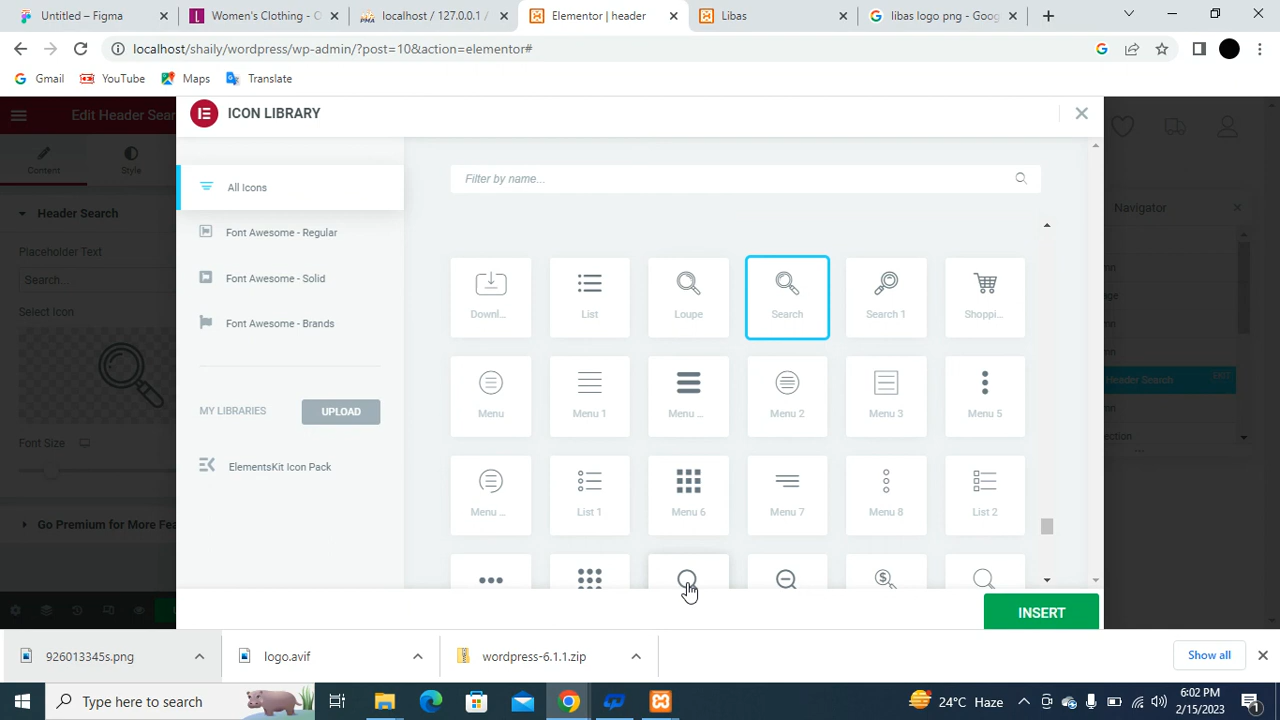 Untitled – Figma
Women's Clothing - O
localhost / 127.0.0.1 /
Elementor | header
Libas
libas logo png - Goog
localhost/shaily/wordpress/wp-admin/?post=10&action=elementor#
Gmail
YouTube
Maps
Translate
Edit Header Sear
ICON LIBRARY
Content
Style
All Icons
Filter by name...
Header Search
Navigator
Font Awesome - Regular
Placeholder Text
Search...
Font Awesome - Solid
Select Icon
Downl...
List
Loupe
Search
Search 1
Shoppi...
Font Awesome - Brands
Header Search
EDIT
MY LIBRARIES
UPLOAD
Menu
Menu 1
Menu ...
Menu 2
Menu 3
Menu 5
Font Size
ElementsKit Icon Pack
Menu ...
List 1
Menu 6
Menu 7
Menu 8
List 2
Go Premium for More Fea
INSERT
926013345s.png
logo.avif
wordpress-6.1.1.zip
Show all
Type here to search
24°C Haze
6:02 PM
2/15/2023
1